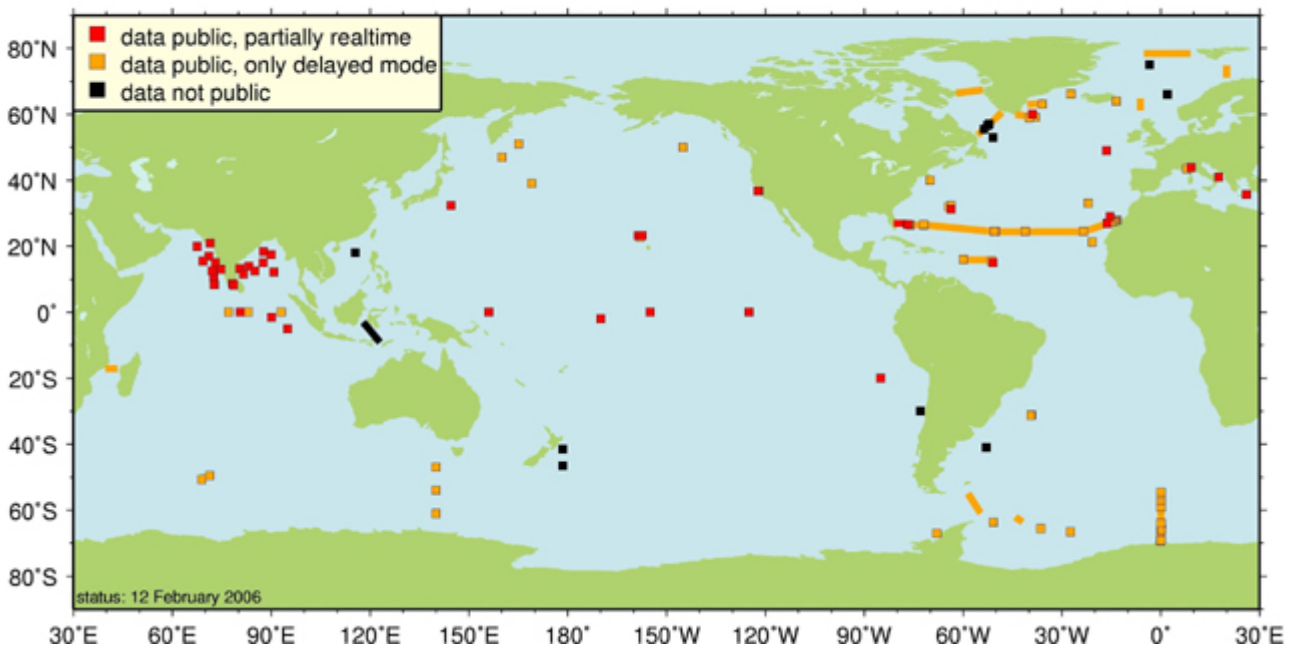 data public, partially realtime
data public, only delayed mode
data not public
80˚N
60˚N
40˚N
20˚N
0˚
20˚S
40˚S
60˚S
80˚S
status: 12 February 2006
30˚E 60˚E 90˚E 120˚E 150˚E 180˚ 150˚W 120˚W 90˚W 60˚W 30˚W 0˚ 30˚E